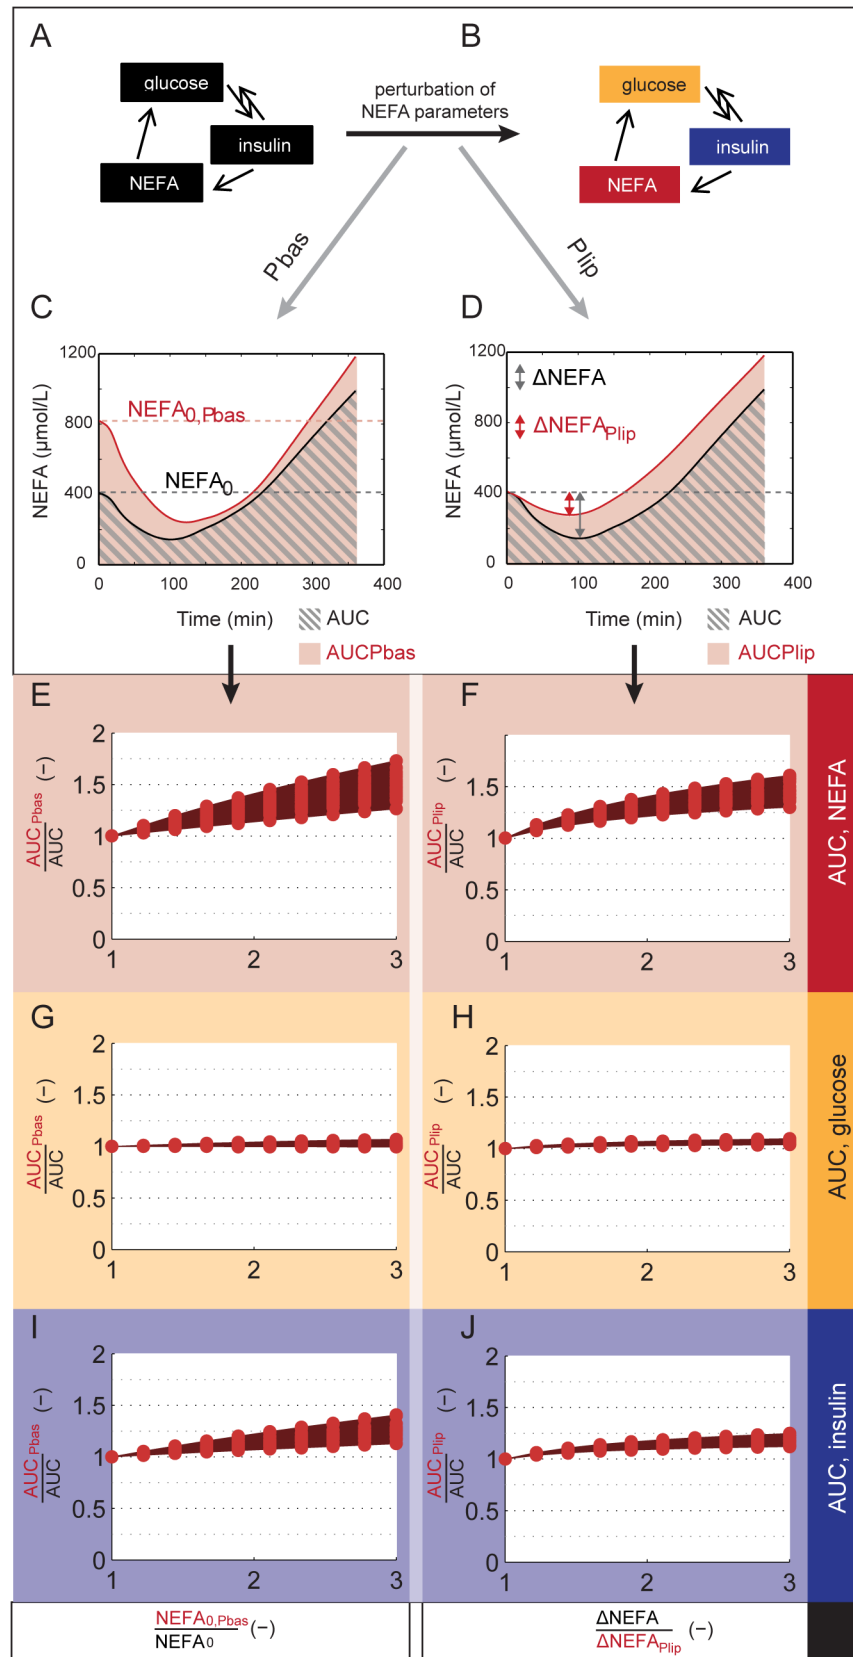 A
B
glucose
insulin
NEFA
perturbation of
NEFA parameters
glucose
insulin
NEFA
Pbas
Plip
C
D
1200
800
400
0
NEFA (μmol/L)
NEFA0,Pbas
NEFA0
0
100
200
300
400
Time (min)
AUC
AUCPbas
1200
800
400
0
NEFA (μmol/L)
ΔNEFA
ΔNEFAPlip
0
100
200
300
400
Time (min)
AUC
AUCPlip
E
2
1.5
1
0.5
0
AUCPbas
AUC
(−)
1
2
3
F
1.5
1
0.5
0
AUCPlip
AUC
(−)
1
2
3
AUC, NEFA
G
2
1.5
1
0.5
0
AUCPbas
AUC
(−)
1
2
3
H
2
1.5
1
0.5
0
AUCPlip
AUC
(−)
1
2
3
AUC, glucose
I
2
1.5
1
0.5
0
AUCPbas
AUC
(−)
1
2
3
J
2
1.5
1
0.5
0
AUCPlip
AUC
(−)
1
2
3
AUC, insulin
NEFA0,Pbas
NEFA0
(−)
ΔNEFA
ΔNEFAPlip
(−)